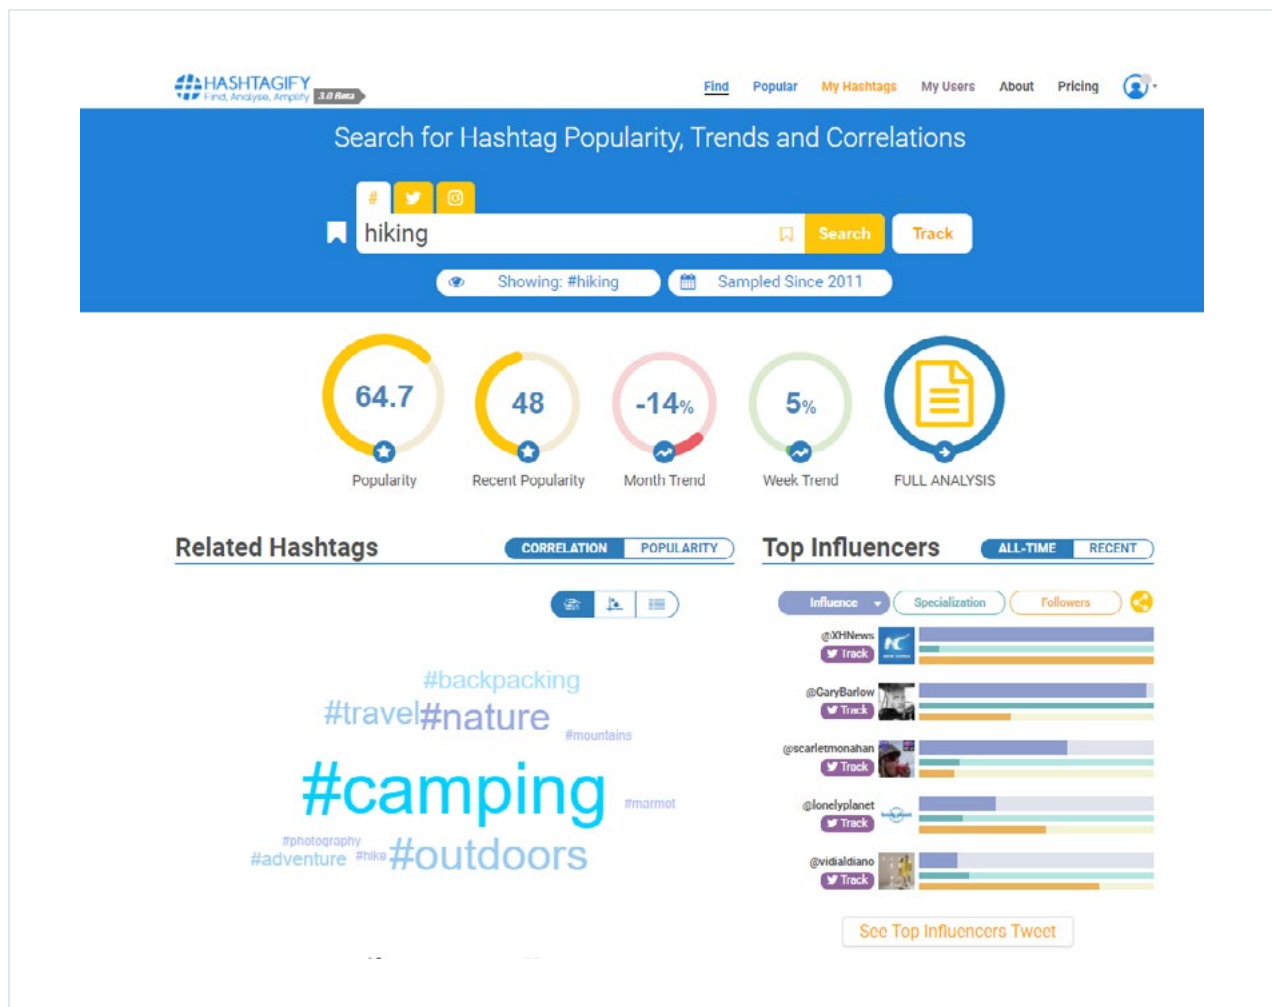 HASHTAGIFY
Find, Analyse, Amplify
3.0 Beta
Find Popular My Hashtags My Users About Pricing
Search for Hashtag Popularity, Trends and Correlations
#
hiking Search Track
Showing: #hiking Sampled Since 2011
64.7 48 -14% 5%
Popularity Recent Popularity Month Trend Week Trend FULL ANALYSIS
Related Hashtags CORRELATION POPULARITY
#backpacking
#travel #nature
#mountains
#camping #marmot
#photography
#adventure #hike #outdoors
Top Influencers ALL-TIME RECENT
Influence Specialization Followers
@XHNews
Track
@GaryBarlow
Track
@scarletmonahan
Track
@lonelyplanet
Track
lonely planet
@vidialdiano
Track
See Top Influencers Tweet